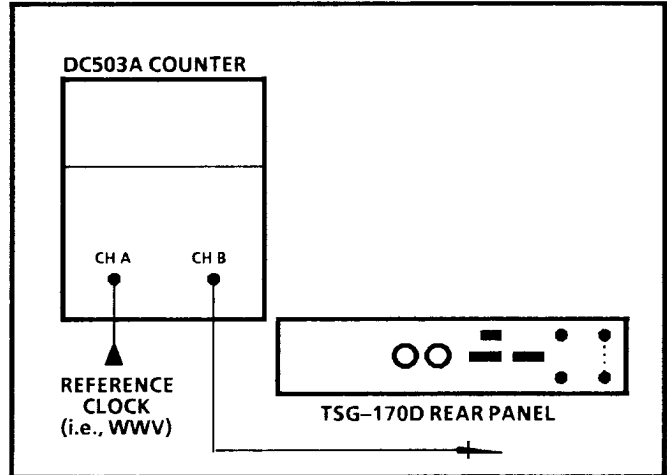 DC503A COUNTER
CH A
CH B
REFERENCE
CLOCK
(i.e., WWV)
TSG–170D REAR PANEL